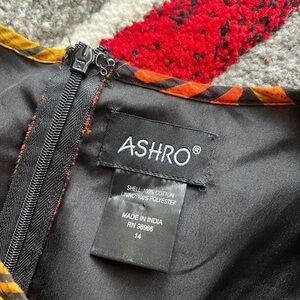 ASHRO®
SHELL: 100% COTTON
LINING: 100% POLYESTER
MADE IN INDIA
RN 98966
14